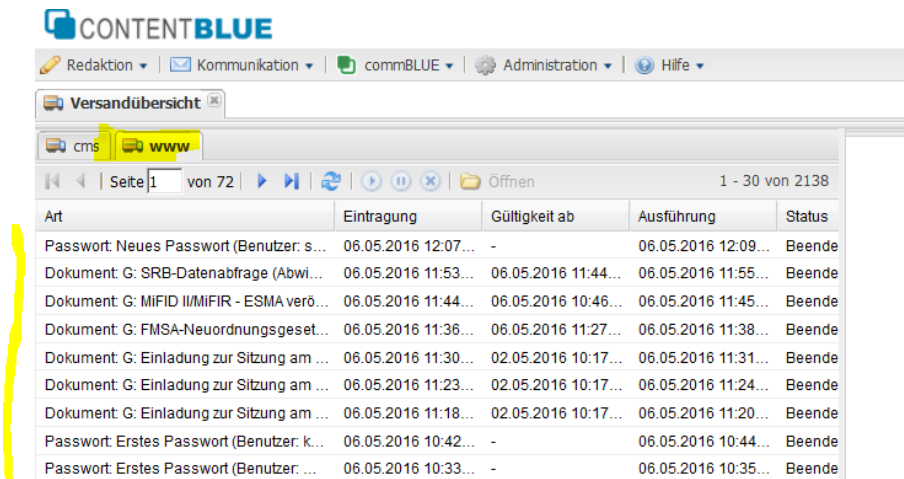 CONTENTBLUE
Redaktion Kommunikation commBLUE Administration Hilfe
Versandübersicht
cms www
Seite 1 von 72 Öffnen 1 - 30 von 2138
Art Eintragung Gültigkeit ab Ausführung Status
Passwort: Neues Passwort (Benutzer: s... 06.05.2016 12:07... - 06.05.2016 12:09... Beende
Dokument: G: SRB-Datenabfrage (Abwi... 06.05.2016 11:53... 06.05.2016 11:44... 06.05.2016 11:55... Beende
Dokument: G: MiFID II/MiFIR - ESMA verö... 06.05.2016 11:44... 06.05.2016 10:46... 06.05.2016 11:45... Beende
Dokument: G: FMSA-Neuordnungsgeset... 06.05.2016 11:36... 06.05.2016 11:27... 06.05.2016 11:38... Beende
Dokument: G: Einladung zur Sitzung am ... 06.05.2016 11:30... 02.05.2016 10:17... 06.05.2016 11:31... Beende
Dokument: G: Einladung zur Sitzung am ... 06.05.2016 11:23... 02.05.2016 10:17... 06.05.2016 11:24... Beende
Dokument: G: Einladung zur Sitzung am ... 06.05.2016 11:18... 02.05.2016 10:17... 06.05.2016 11:20... Beende
Passwort: Erstes Passwort (Benutzer: k... 06.05.2016 10:42... - 06.05.2016 10:44... Beende
Passwort: Erstes Passwort (Benutzer: ... 06.05.2016 10:33... - 06.05.2016 10:35... Beende